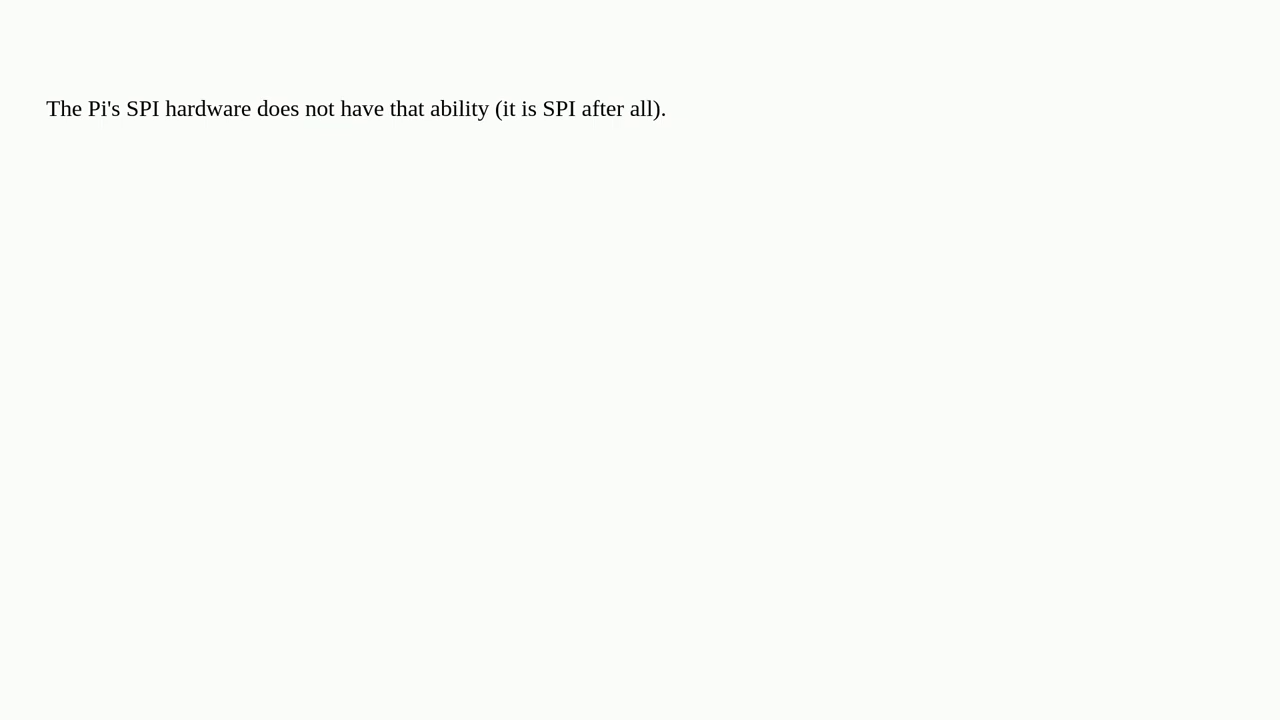 The Pi's SPI hardware does not have that ability (it is SPI after all).